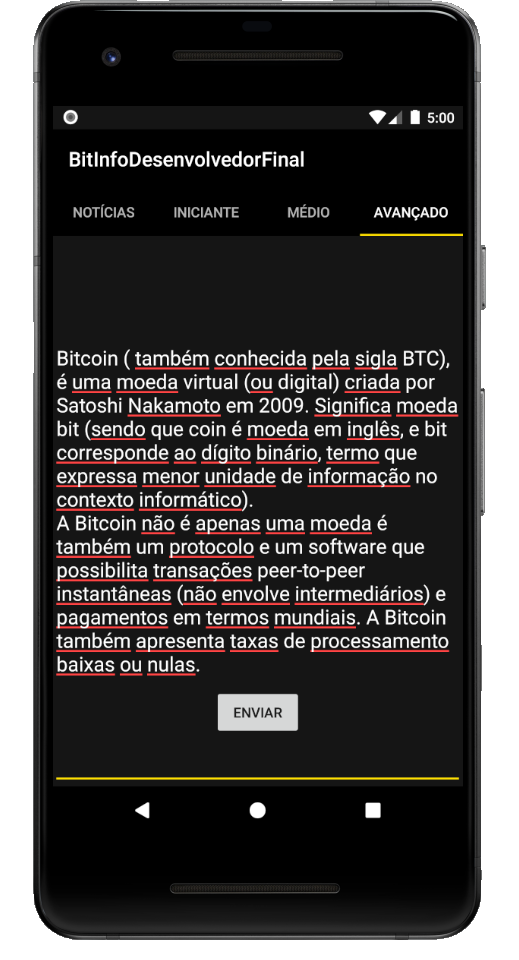 5:00
BitInfoDesenvolvedorFinal
NOTÍCIAS INICIANTE MÉDIO AVANÇADO
Bitcoin ( também conhecida pela sigla BTC),
é uma moeda virtual (ou digital) criada por
Satoshi Nakamoto em 2009. Significa moeda
bit (sendo que coin é moeda em inglês, e bit
corresponde ao dígito binário, termo que
expressa menor unidade de informação no
contexto informático).
A Bitcoin não é apenas uma moeda é
também um protocolo e um software que
possibilita transações peer-to-peer
instantâneas (não envolve intermediários) e
pagamentos em termos mundiais. A Bitcoin
também apresenta taxas de processamento
baixas ou nulas.
ENVIAR